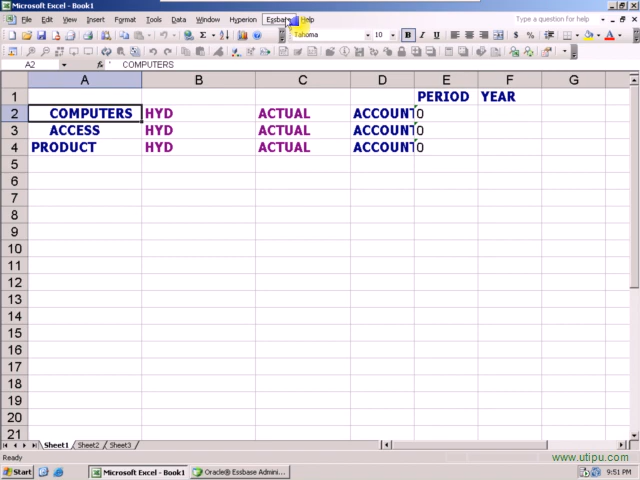 Microsoft Excel - Book1
File Edit View Insert Format Tools Data Window Hyperion Essbase Help
Type a question for help
Tahoma 10 B I U $ %
A2 ' COMPUTERS
A B C D E F G
1 PERIOD YEAR
2 COMPUTERS HYD ACTUAL ACCOUNT 0
3 ACCESS HYD ACTUAL ACCOUNT 0
4 PRODUCT HYD ACTUAL ACCOUNT 0
5
6
7
8
9
10
11
12
13
14
15
16
17
18
19
20
21
Sheet1 Sheet2 Sheet3
Ready
www.utipu.com
Start Microsoft Excel - Book1 Oracle® Essbase Admini... 9:51 PM